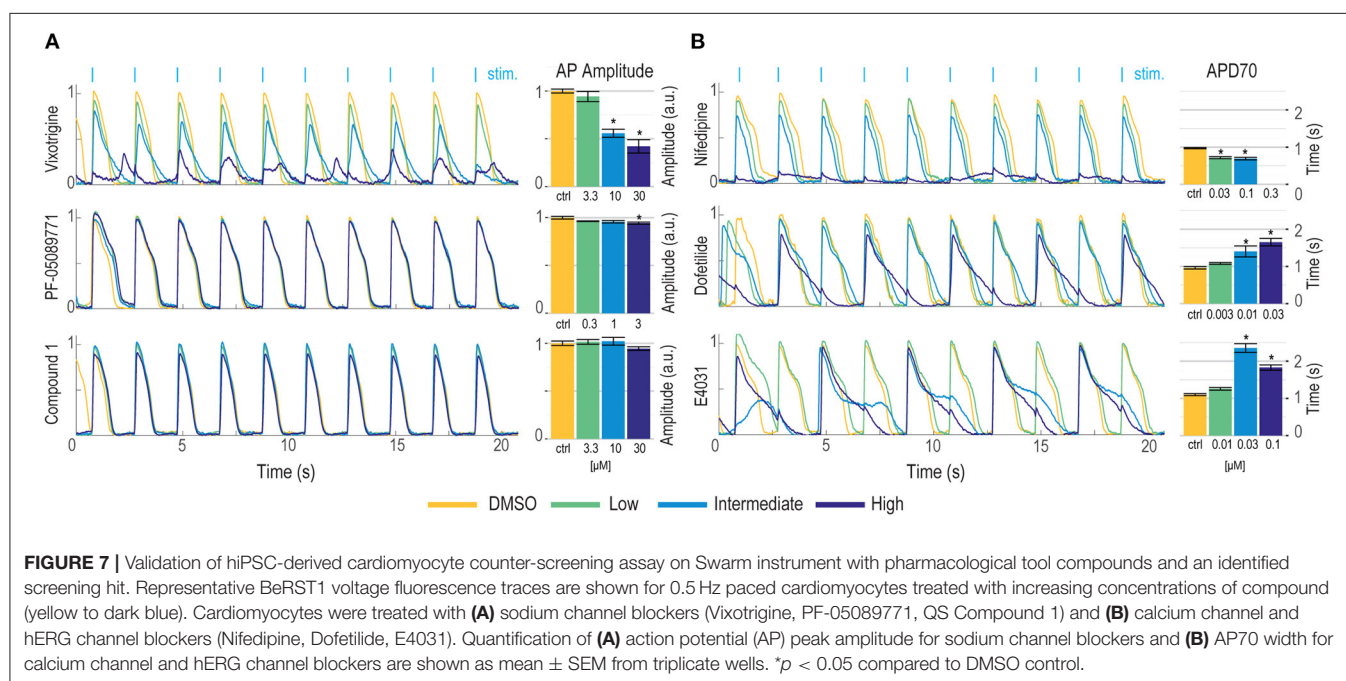 A
stim.
AP Amplitude
Vixotrigine
1
0
1
0
Amplitude (a.u.)
* *
ctrl 3.3 10 30
PF-05089771
1
0
1
0
Amplitude (a.u.)
*
ctrl 0.3 1 3
Compound 1
1
0
1
0
Amplitude (a.u.)
ctrl 3.3 10 30
0 5 10 15 20
Time (s)
[µM]
B
stim.
APD70
Nifedipine
1
0
2
1
0
Time (s)
* *
ctrl 0.03 0.1 0.3
Dofetilide
1
0
2
1
0
Time (s)
* *
ctrl 0.003 0.01 0.03
E4031
1
0
2
1
0
Time (s)
* *
ctrl 0.01 0.03 0.1
0 5 10 15 20
Time (s)
[µM]
DMSO Low Intermediate High
FIGURE 7 | Validation of hiPSC-derived cardiomyocyte counter-screening assay on Swarm instrument with pharmacological tool compounds and an identified
screening hit. Representative BeRST1 voltage fluorescence traces are shown for 0.5 Hz paced cardiomyocytes treated with increasing concentrations of compound
(yellow to dark blue). Cardiomyocytes were treated with (A) sodium channel blockers (Vixotrigine, PF-05089771, QS Compound 1) and (B) calcium channel and
hERG channel blockers (Nifedipine, Dofetilide, E4031). Quantification of (A) action potential (AP) peak amplitude for sodium channel blockers and (B) AP70 width for
calcium channel and hERG channel blockers are shown as mean ± SEM from triplicate wells. *p < 0.05 compared to DMSO control.